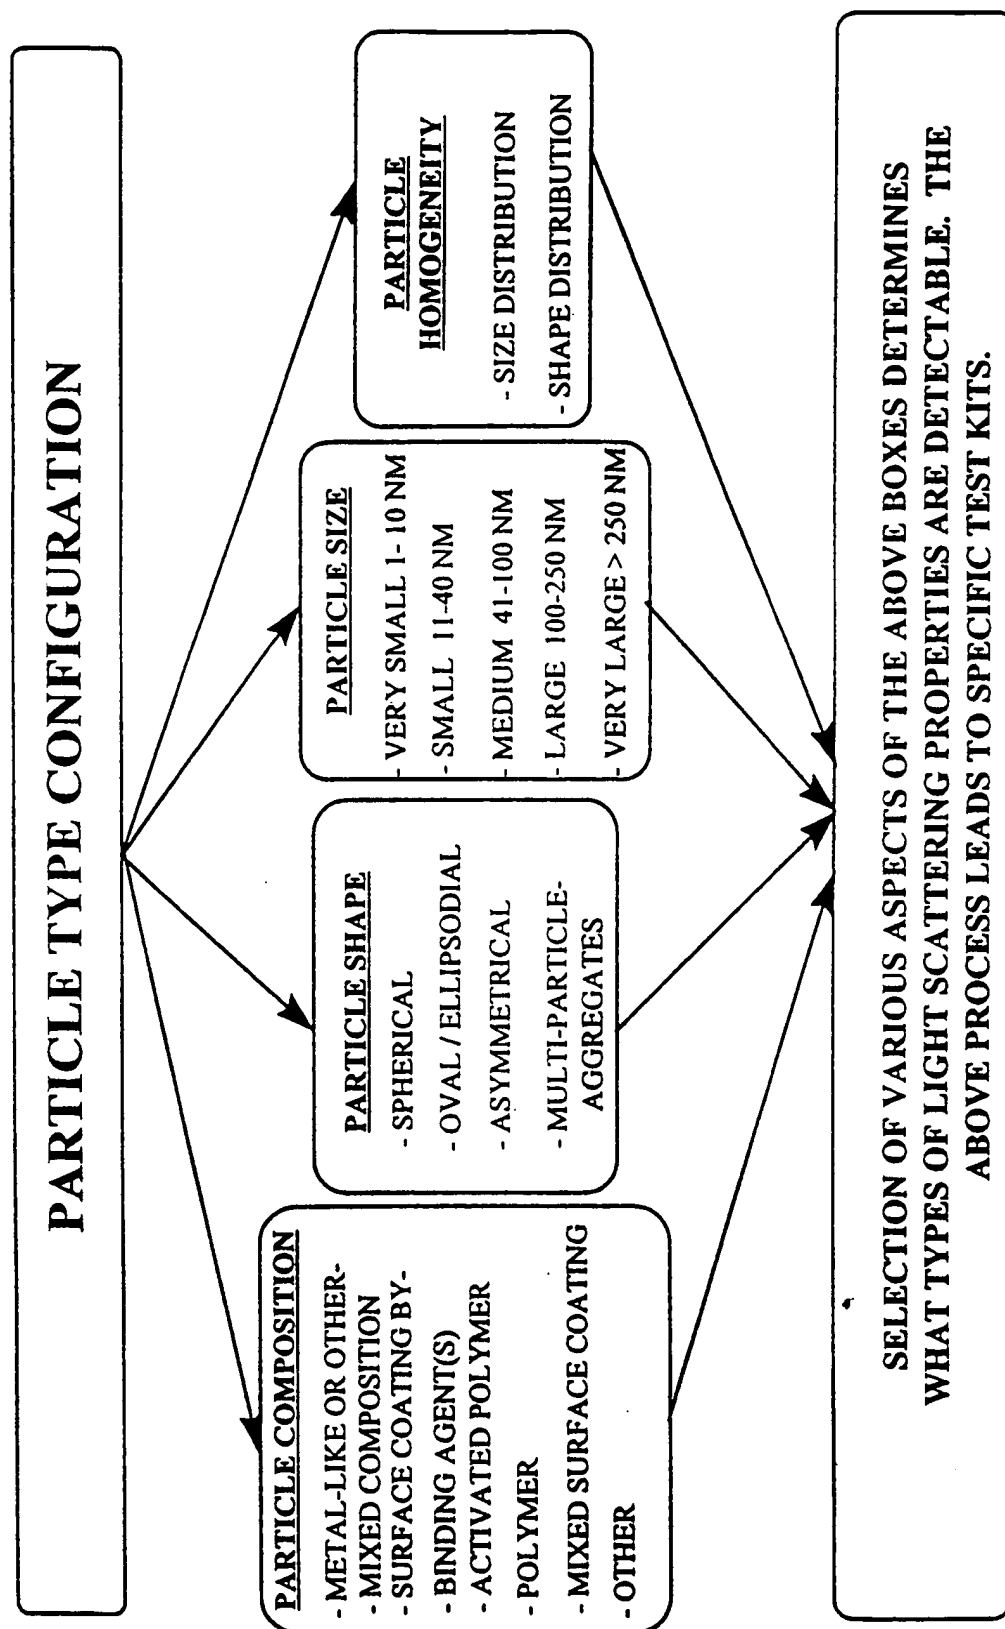 PARTICLE TYPE CONFIGURATION
PARTICLE COMPOSITION
- METAL-LIKE OR OTHER-
- MIXED COMPOSITION
- SURFACE COATING BY-
- BINDING AGENT(S)
- ACTIVATED POLYMER
- POLYMER
- MIXED SURFACE COATING
- OTHER
PARTICLE SHAPE
- SPHERICAL
- OVAL / ELLIPSODIAL
- ASYMMETRICAL
- MULTI-PARTICLE-
AGGREGATES
PARTICLE SIZE
- VERY SMALL 1- 10 NM
- SMALL 11-40 NM
- MEDIUM 41-100 NM
- LARGE 100-250 NM
- VERY LARGE > 250 NM
PARTICLE
HOMOGENEITY
- SIZE DISTRIBUTION
- SHAPE DISTRIBUTION
SELECTION OF VARIOUS ASPECTS OF THE ABOVE BOXES DETERMINES
WHAT TYPES OF LIGHT SCATTERING PROPERTIES ARE DETECTABLE. THE
ABOVE PROCESS LEADS TO SPECIFIC TEST KITS.